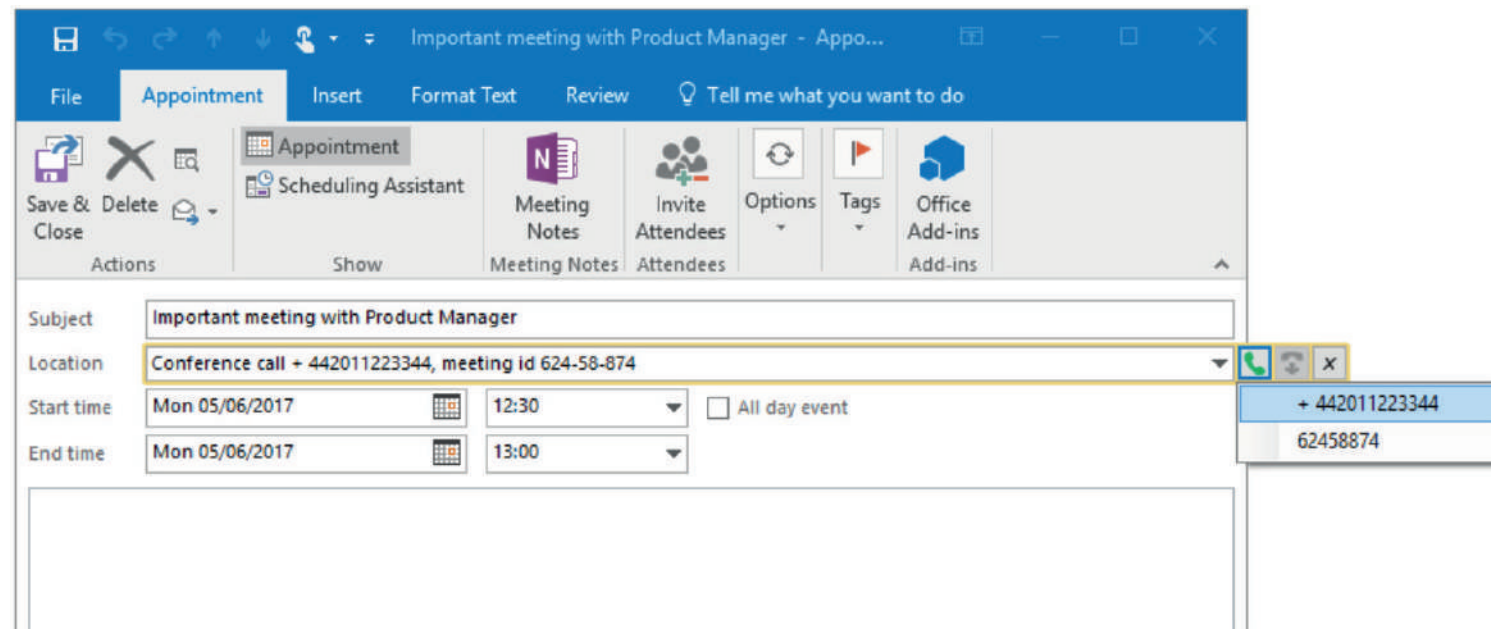 Important meeting with Product Manager - Appo...
File Appointment Insert Format Text Review Tell me what you want to do
Appointment
Scheduling Assistant
Save & Close
Delete
Meeting Notes
Invite Attendees
Options
Tags
Office Add-ins
Actions Show Meeting Notes Attendees Add-ins
Subject Important meeting with Product Manager
Location Conference call + 442011223344, meeting id 624-58-874 x
Start time Mon 05/06/2017 12:30 All day event
+ 442011223344
End time Mon 05/06/2017 13:00
62458874